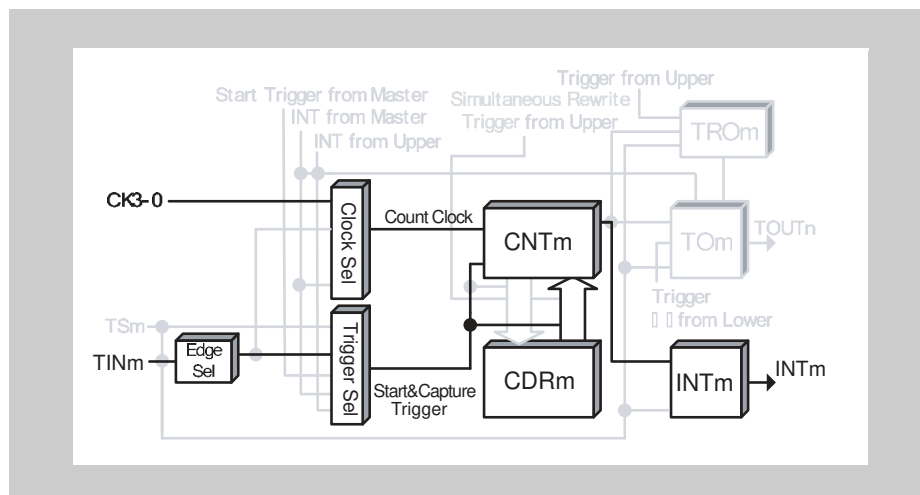 Trigger from Upper
Start Trigger from Master
Simultaneous Rewrite
INT from Master
Trigger from Upper
INT from Upper
TROm
CK3-0
Clock Sel
Count Clock
CNTm
TOm
TOUTn
Trigger
from Lower
TSm
TINm
Edge
Sel
Trigger Sel
Start&Capture
Trigger
CDRm
INTm
INTm